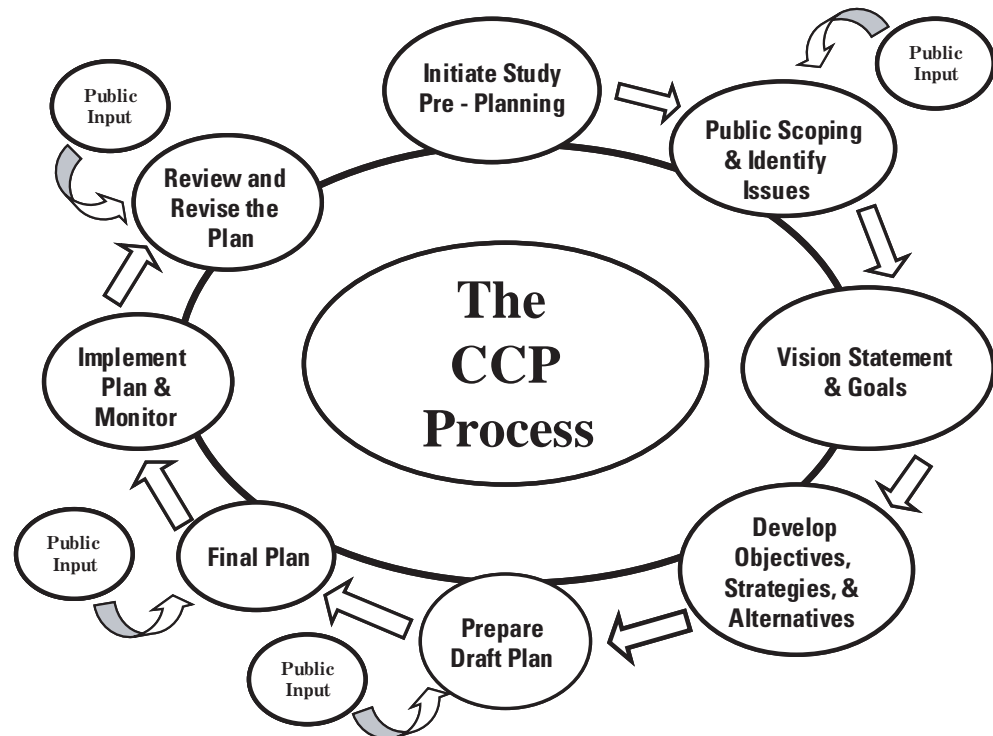 The
CCP
Process
Initiate Study
Pre - Planning
Public
Input
Public Scoping
& Identify
Issues
Vision Statement
& Goals
Develop
Objectives,
Strategies, &
Alternatives
Public
Input
Prepare
Draft Plan
Public
Input
Final Plan
Implement
Plan &
Monitor
Public
Input
Review and
Revise the
Plan